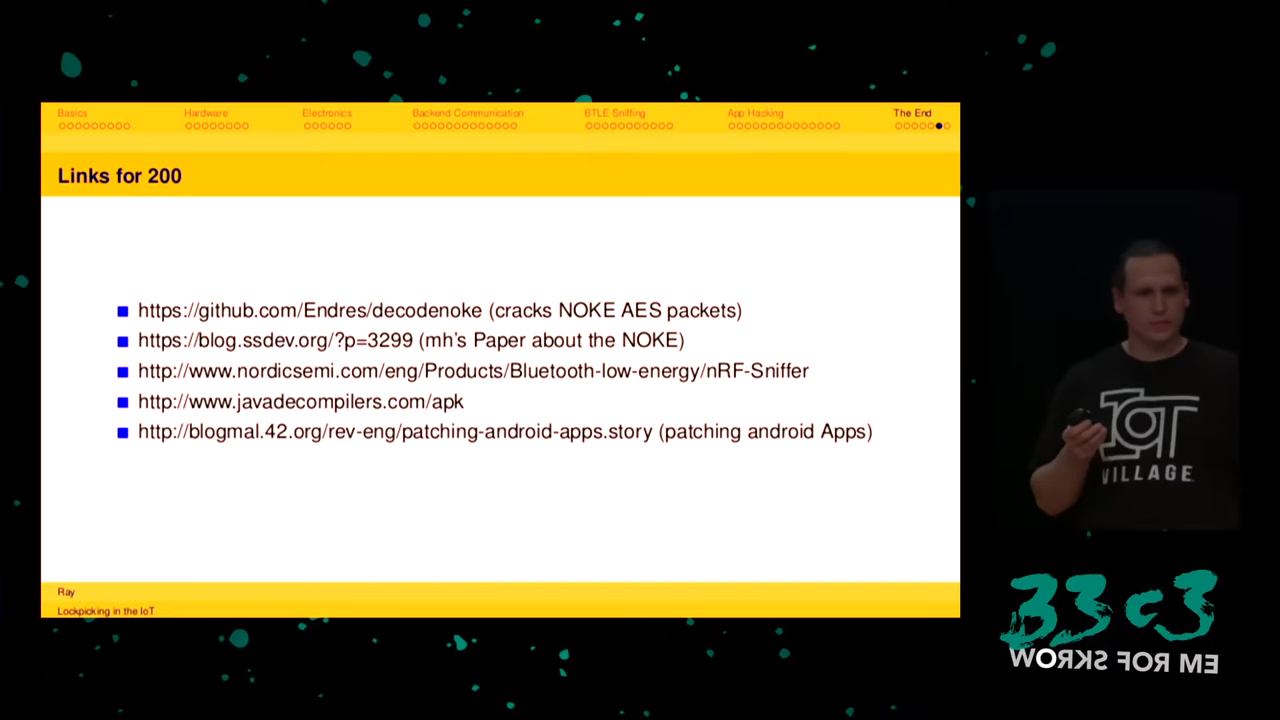 Basics Hardware Electronics Backend Communication BTLE Sniffing App Hacking The End
Links for 200
https://github.com/Endres/decodenoke (cracks NOKE AES packets)
https://blog.ssdev.org/?p=3299 (mh's Paper about the NOKE)
http://www.nordicsemi.com/eng/Products/Bluetooth-low-energy/nRF-Sniffer
http://www.javadecompilers.com/apk
http://blogmal.42.org/rev-eng/patching-android-apps.story (patching android Apps)
Ray
Lockpicking in the IoT
IoT
VILLAGE
33c3
WORKS FOR ME